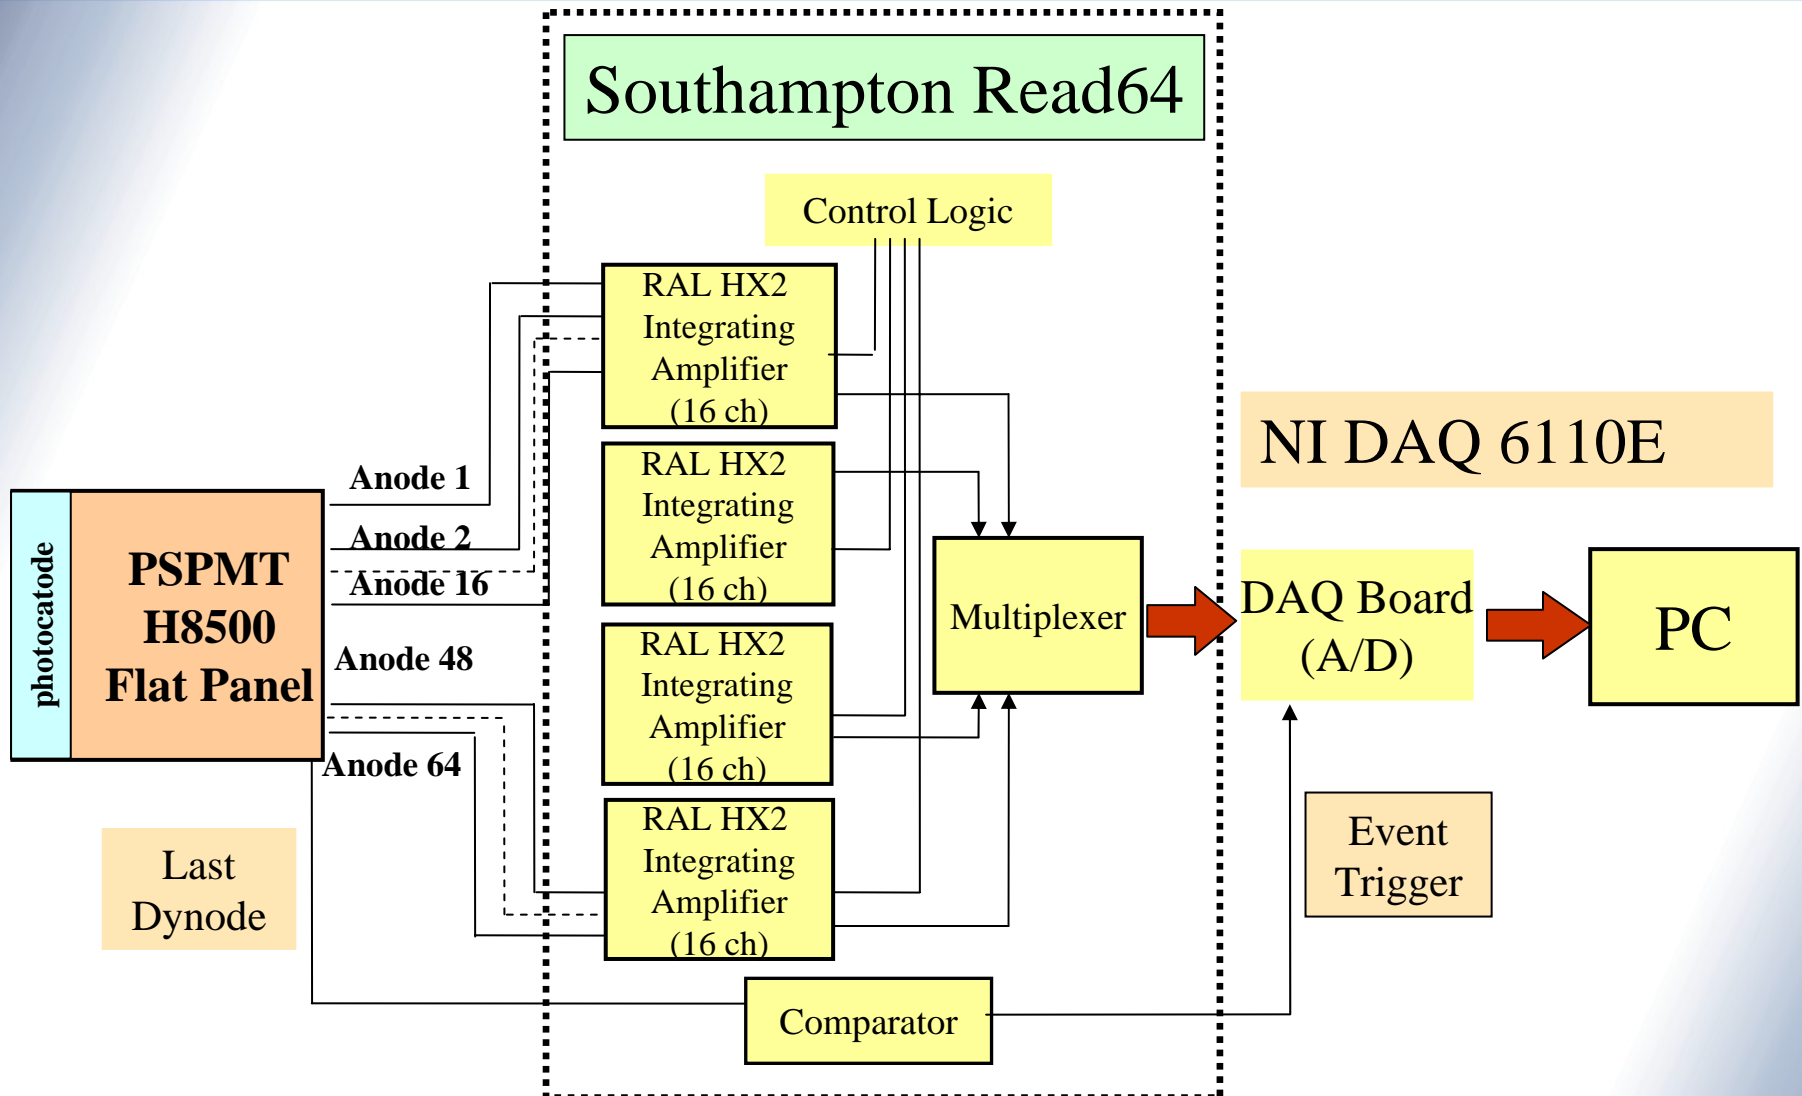 Southampton Read64
Control Logic
RAL HX2
Integrating
Amplifier
(16 ch)
RAL HX2
Integrating
Amplifier
(16 ch)
RAL HX2
Integrating
Amplifier
(16 ch)
RAL HX2
Integrating
Amplifier
(16 ch)
Anode 1
Anode 2
Anode 16
Anode 48
Anode 64
photocatode
PSPMT
H8500
Flat Panel
Last
Dynode
Comparator
Multiplexer
NI DAQ 6110E
DAQ Board
(A/D)
PC
Event
Trigger